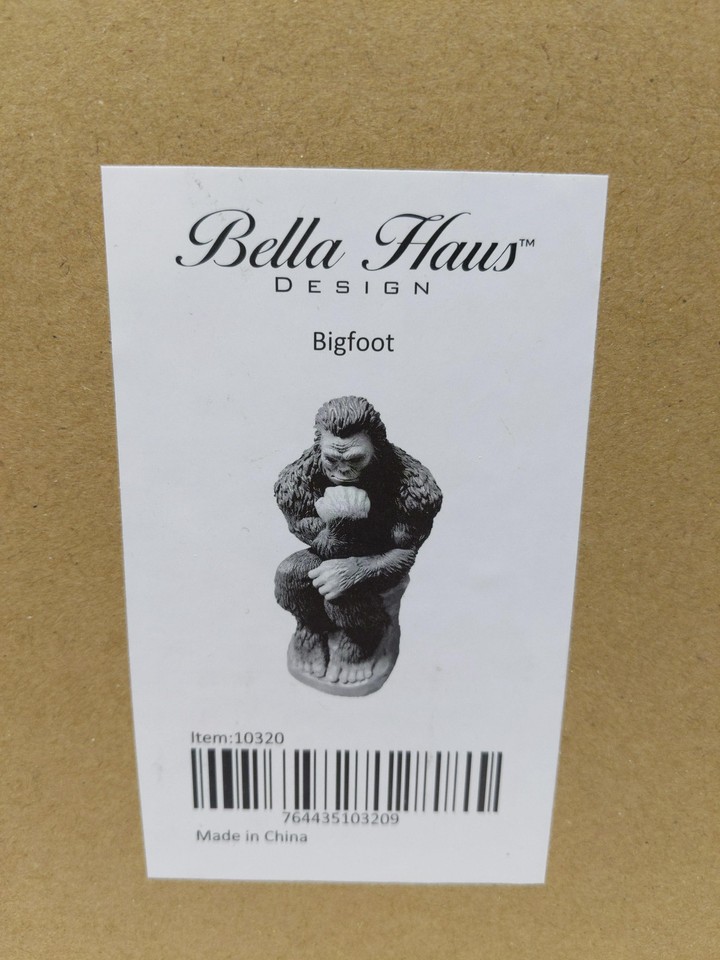 Bella Haus™
DESIGN
Bigfoot
Item:10320
764435103209
Made in China